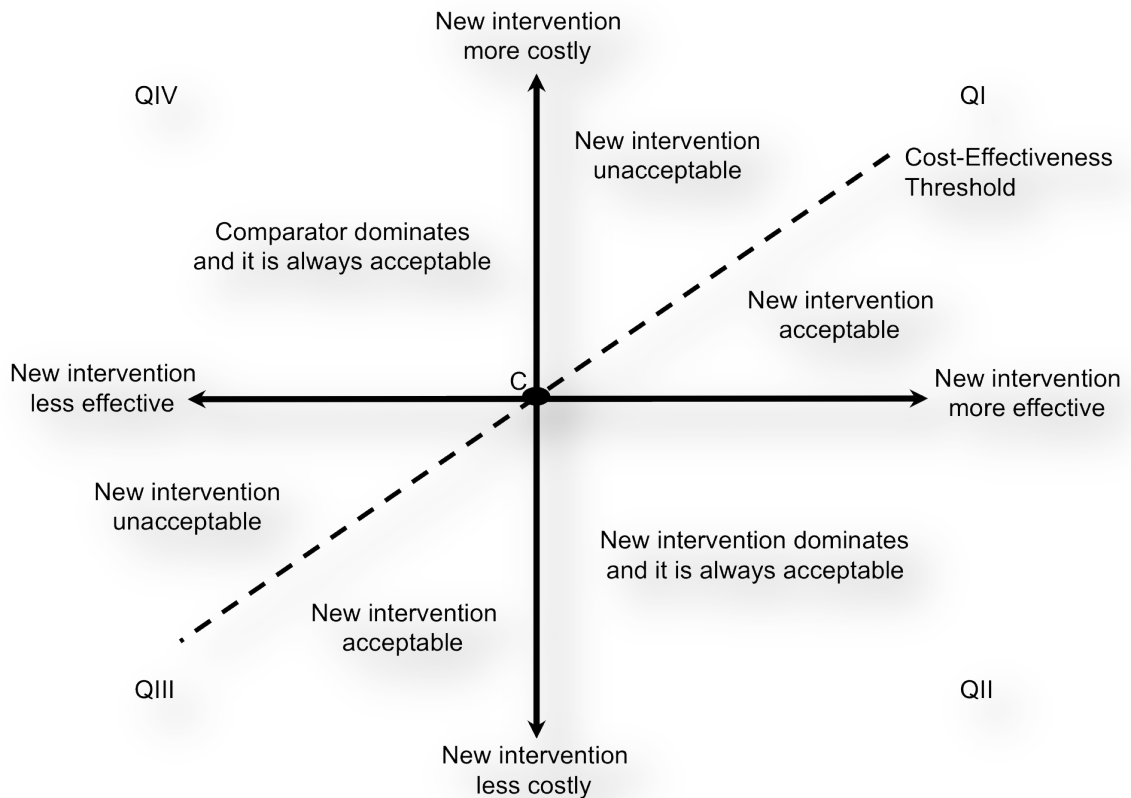 New intervention
more costly
QIV
QI
New intervention
unacceptable
Cost-Effectiveness
Threshold
Comparator dominates
and it is always acceptable
New intervention
acceptable
New intervention
less effective
C
New intervention
more effective
New intervention
unacceptable
New intervention dominates
and it is always acceptable
New intervention
acceptable
QIII
QII
New intervention
less costly